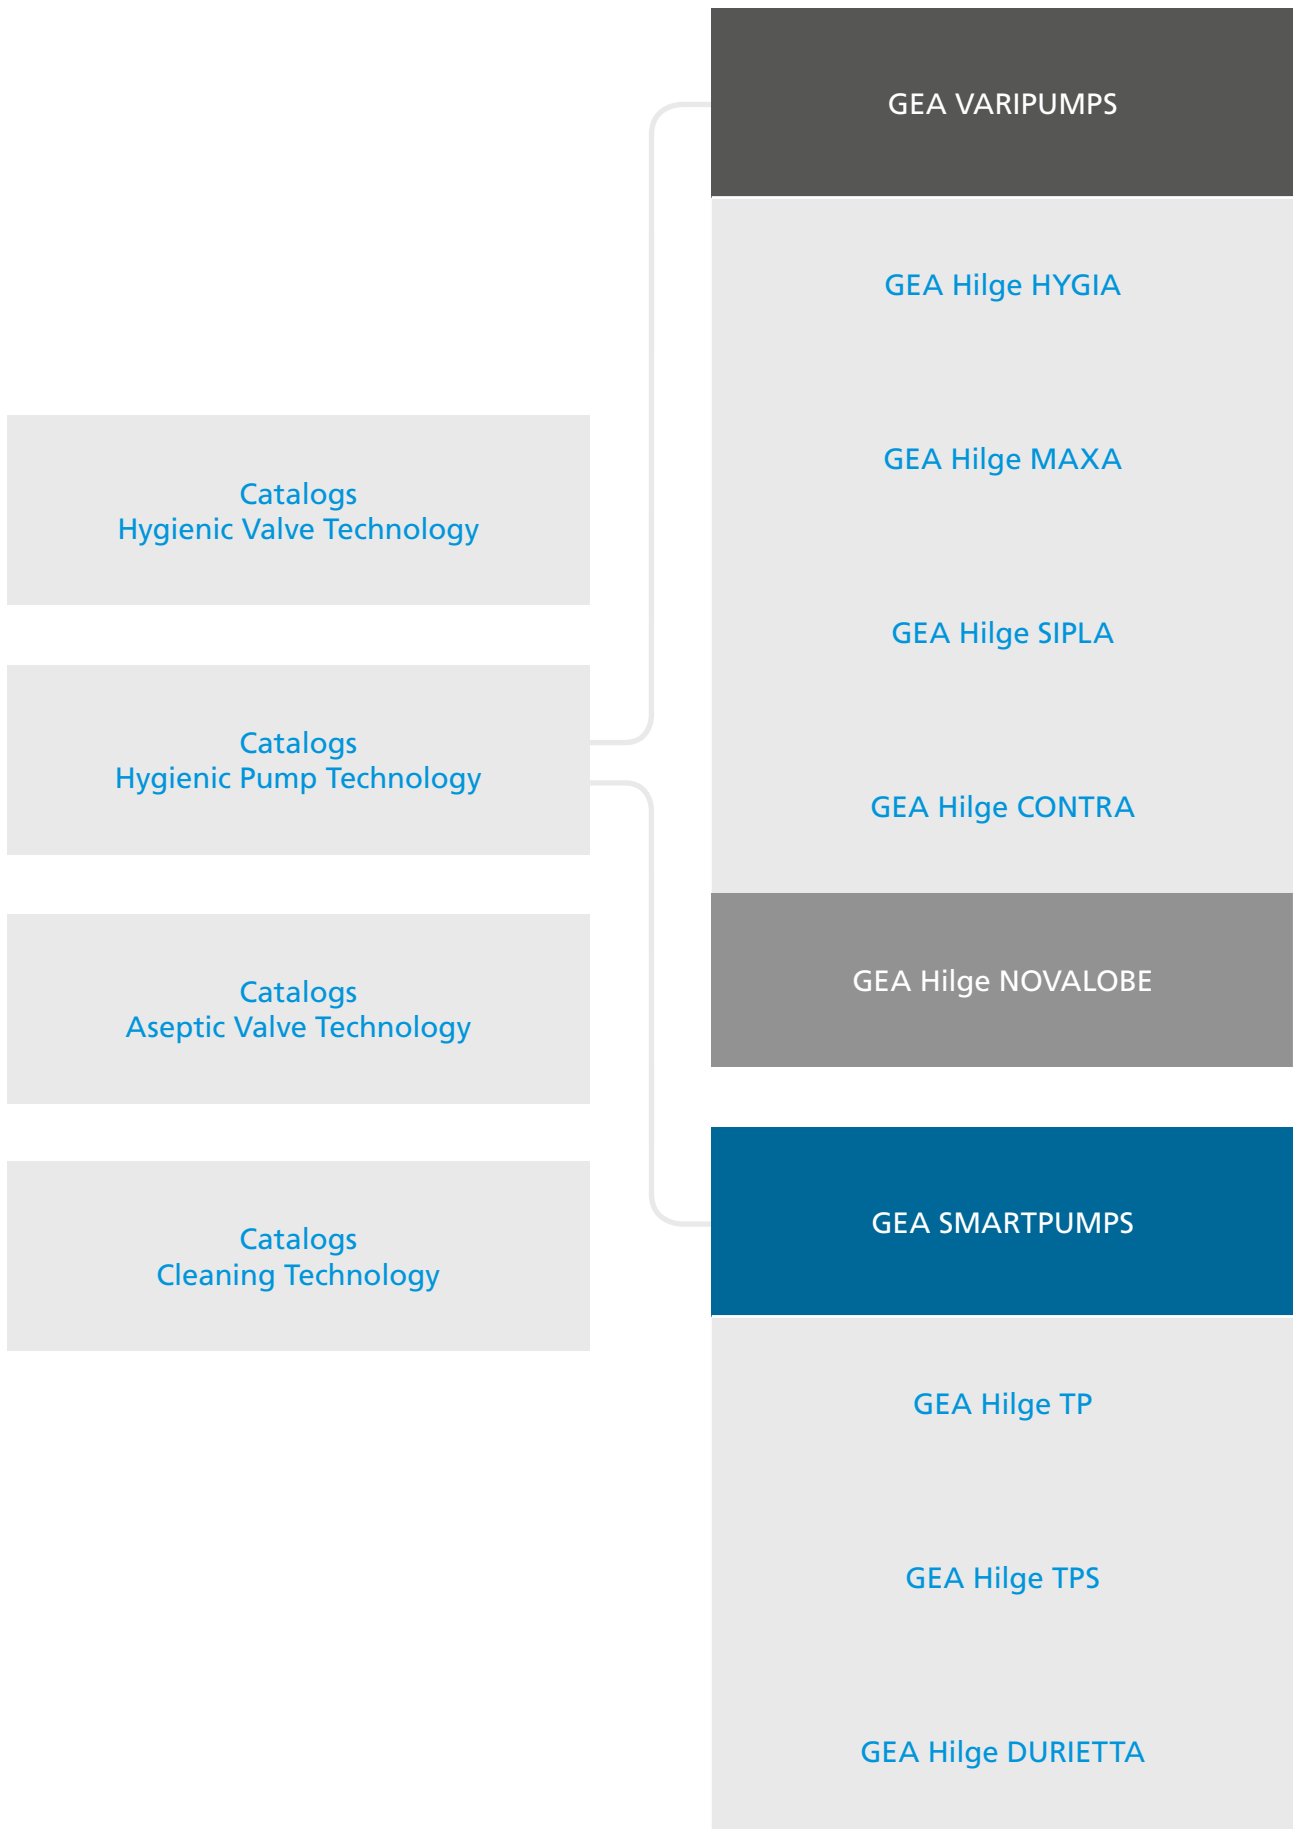 Catalogs
Hygienic Valve Technology
Catalogs
Hygienic Pump Technology
Catalogs
Aseptic Valve Technology
Catalogs
Cleaning Technology
GEA VARIPUMPS
GEA Hilge HYGIA
GEA Hilge MAXA
GEA Hilge SIPLA
GEA Hilge CONTRA
GEA Hilge NOVALOBE
GEA SMARTPUMPS
GEA Hilge TP
GEA Hilge TPS
GEA Hilge DURIETTA